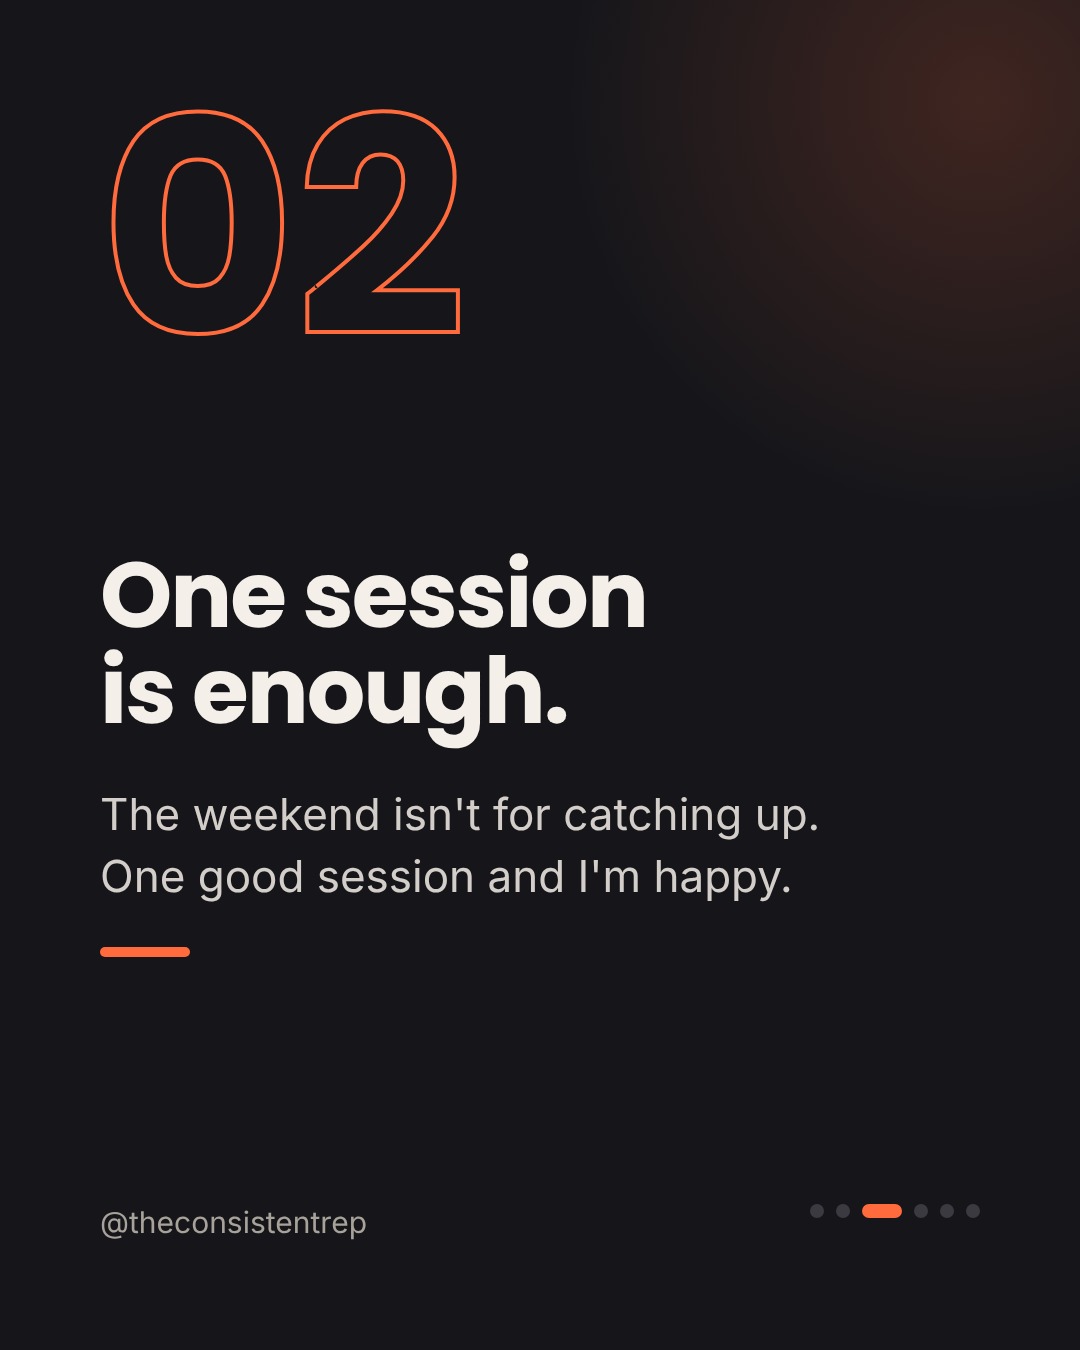 02
One session
is enough.
The weekend isn't for catching up.
One good session and I'm happy.
@theconsistentrep